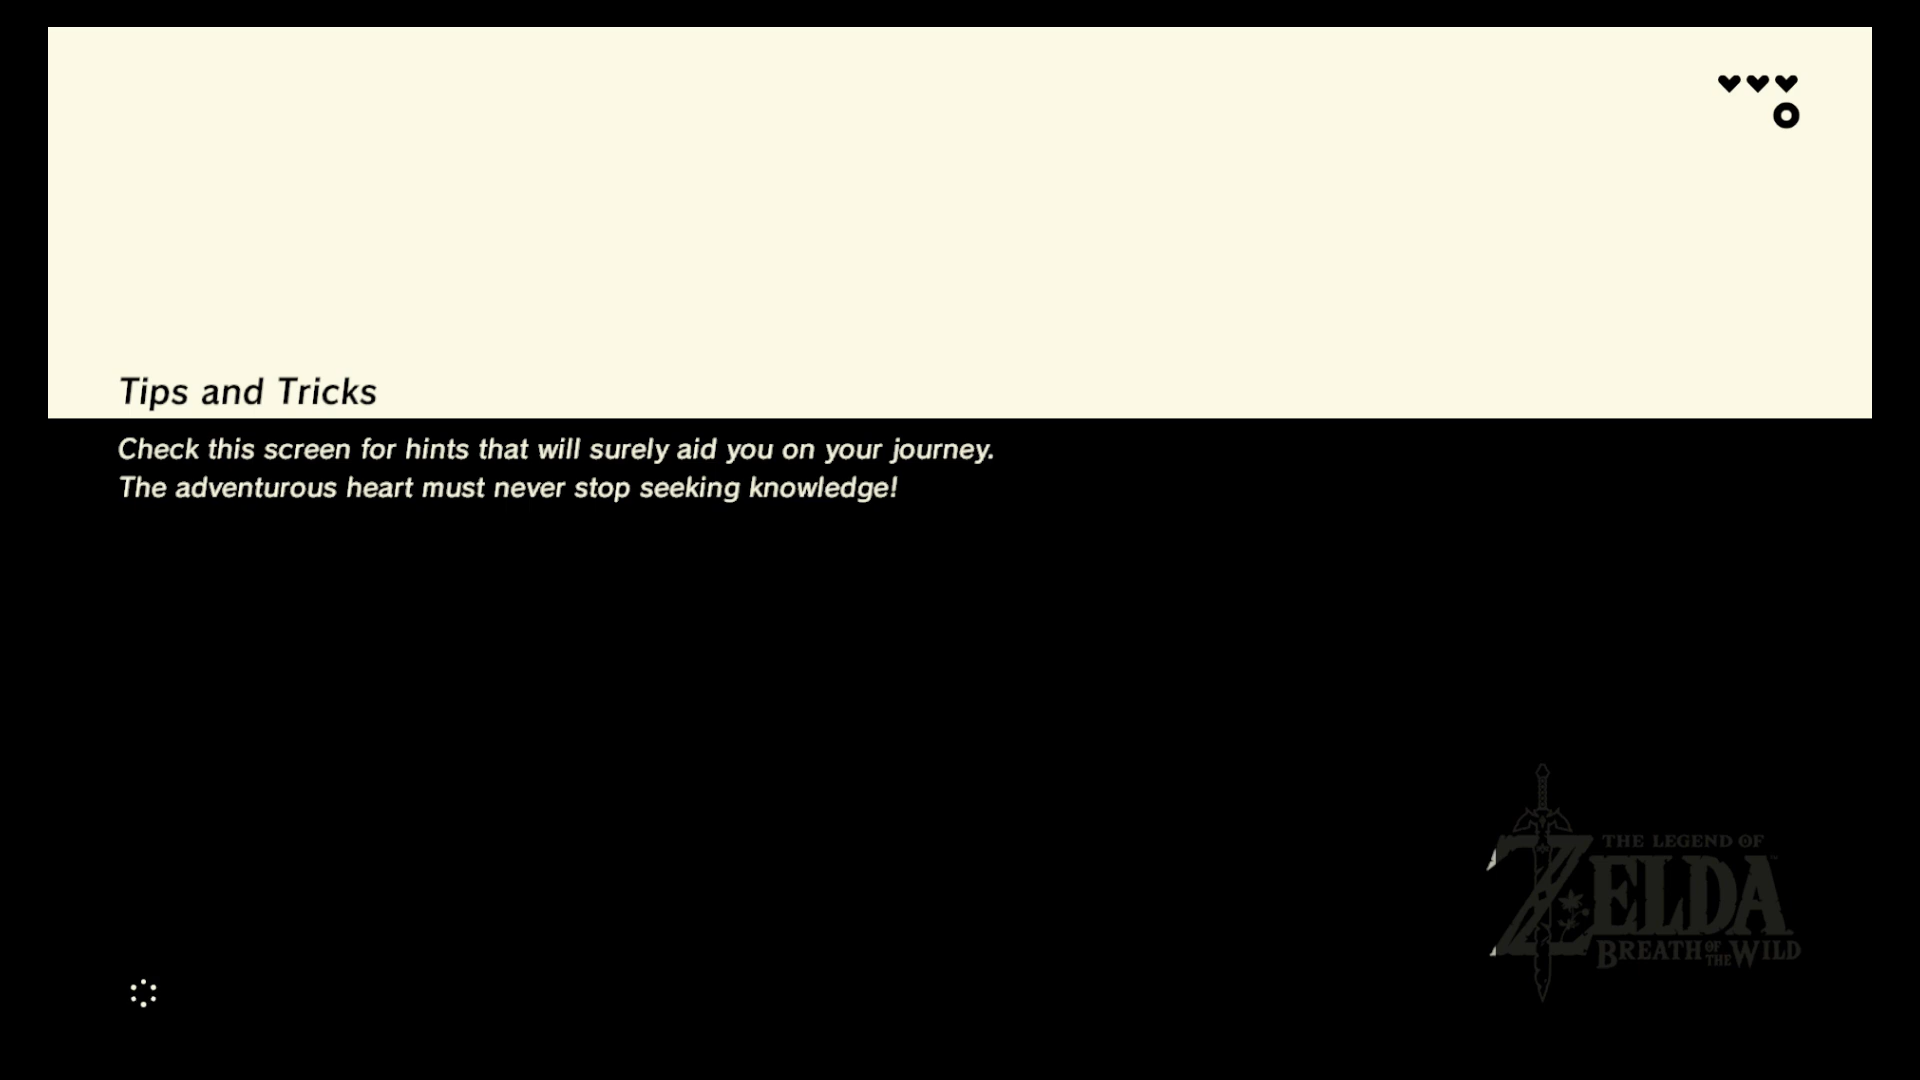 Tips and Tricks
Check this screen for hints that will surely aid you on your journey.
The adventurous heart must never stop seeking knowledge!
THE LEGEND OF
ZELDA
BREATH OF THE WILD